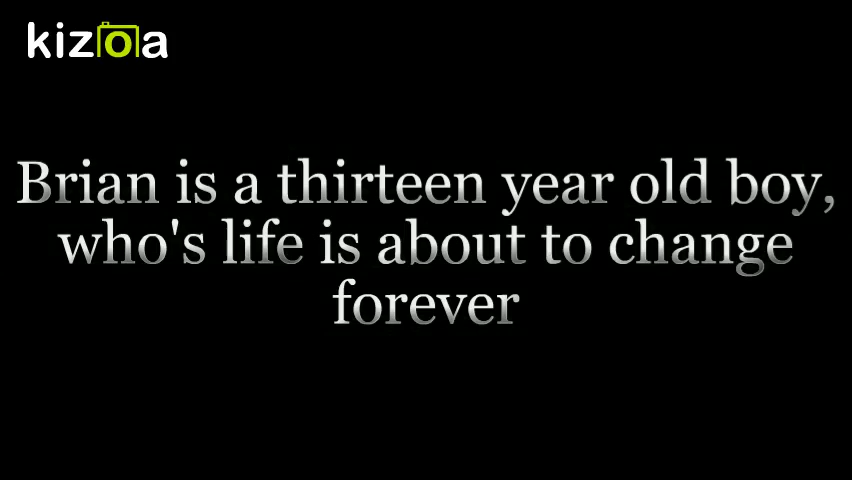 kizoa
Brian is a thirteen year old boy,
who's life is about to change
forever